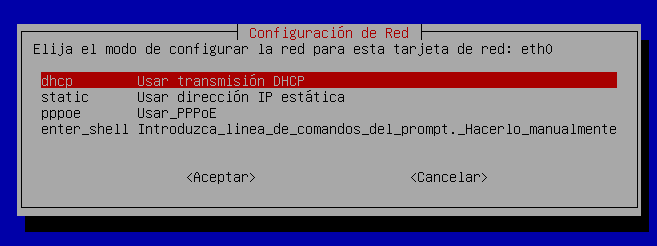 Configuración de Red
Elija el modo de configurar la red para esta tarjeta de red: eth0
dhcp Usar transmisión DHCP
static Usar dirección IP estática
pppoe Usar_PPPoE
enter_shell Introduzca_linea_de_comandos_del_prompt._Hacerlo_manualmente
<Aceptar> <Cancelar>